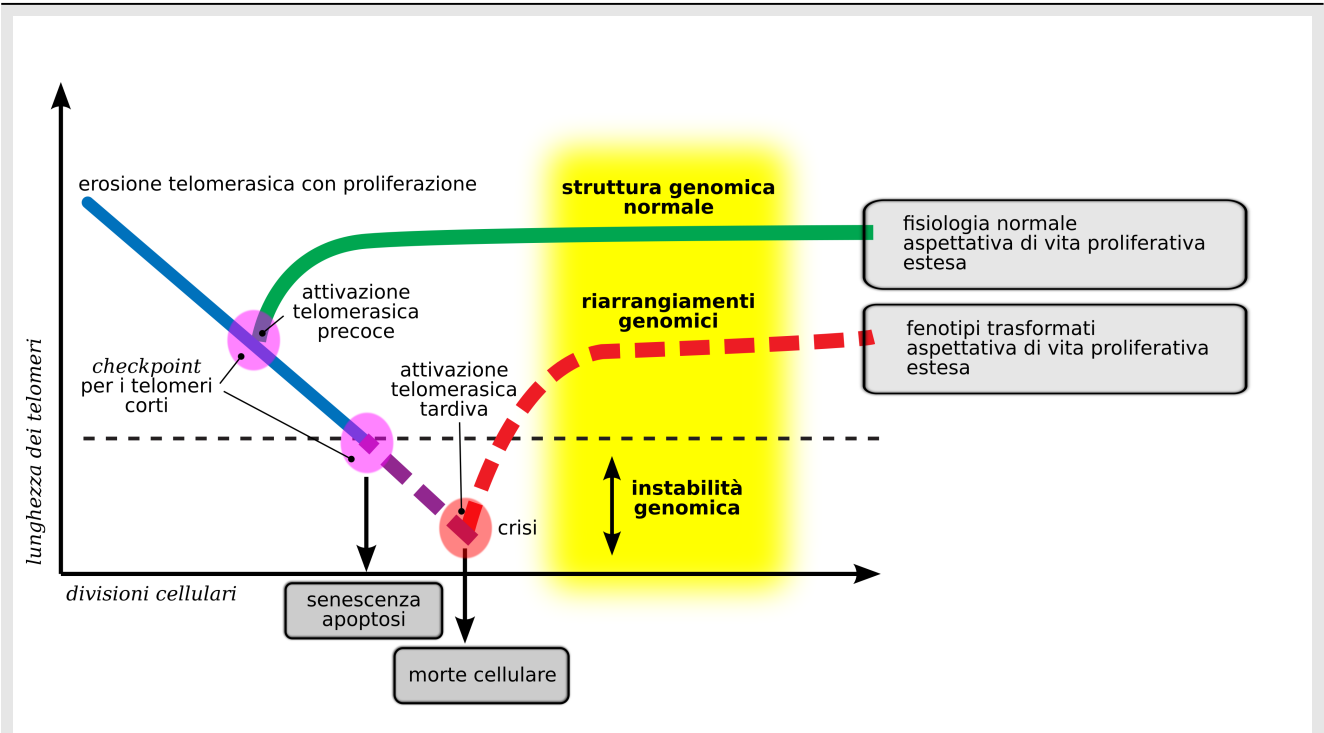 erosione telomerasica con proliferazione
struttura genomica
normale
fisiologia normale
aspettativa di vita proliferativa
estesa
attivazione
telomerasica
precoce
riarrangiamenti
genomici
fenotipi trasformati
aspettativa di vita proliferativa
estesa
checkpoint
per i telomeri
corti
attivazione
telomerasica
tardiva
lunghezza dei telomeri
instabilità
genomica
crisi
divisioni cellulari
senescenza
apoptosi
morte cellulare